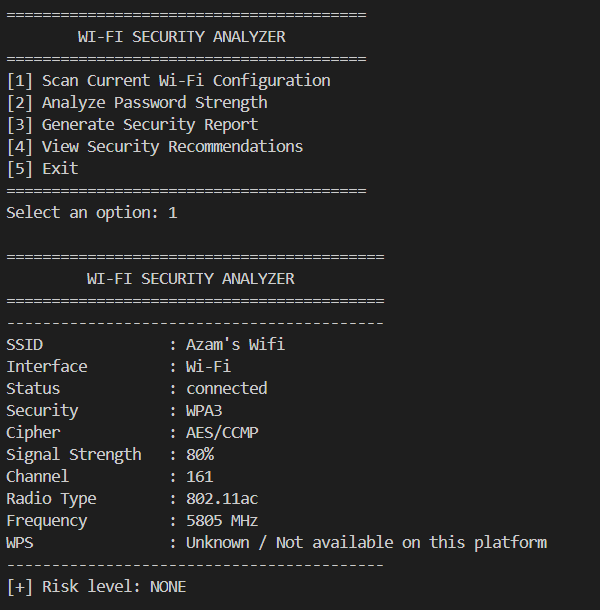 ========================================
WI-FI SECURITY ANALYZER
========================================
[1] Scan Current Wi-Fi Configuration
[2] Analyze Password Strength
[3] Generate Security Report
[4] View Security Recommendations
[5] Exit
========================================
Select an option: 1
==========================================
WI-FI SECURITY ANALYZER
==========================================
------------------------------------------
SSID              : Azam's Wifi
Interface         : Wi-Fi
Status            : connected
Security          : WPA3
Cipher            : AES/CCMP
Signal Strength   : 80%
Channel           : 161
Radio Type        : 802.11ac
Frequency         : 5805 MHz
WPS               : Unknown / Not available on this platform
------------------------------------------
[+] Risk level: NONE